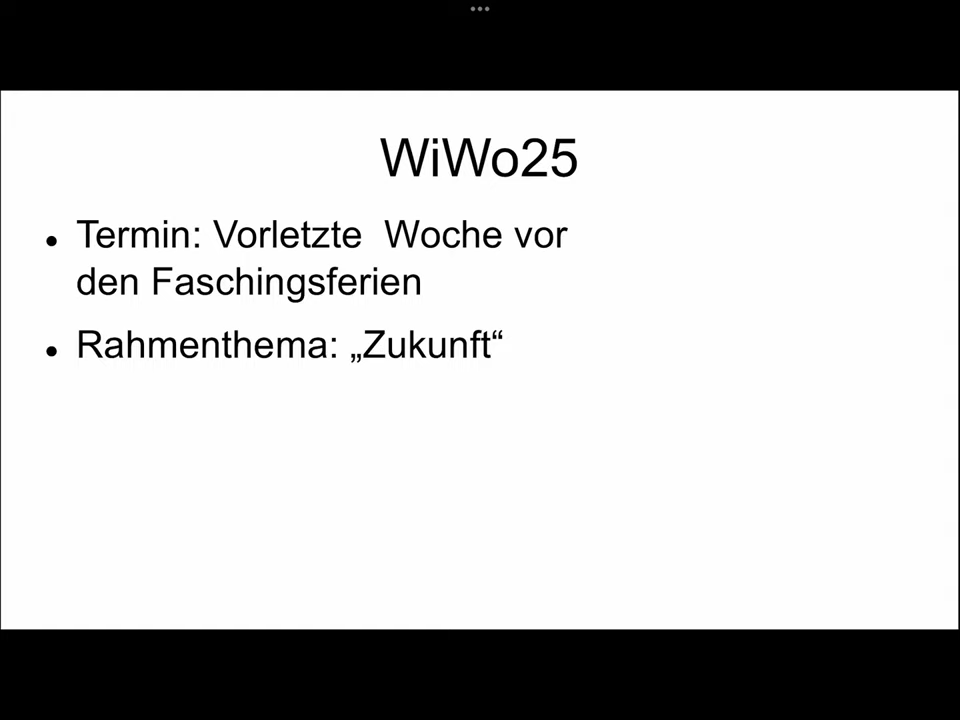 WiWo25
● Termin: Vorletzte  Woche vor
den Faschingsferien
● Rahmenthema: „Zukunft“